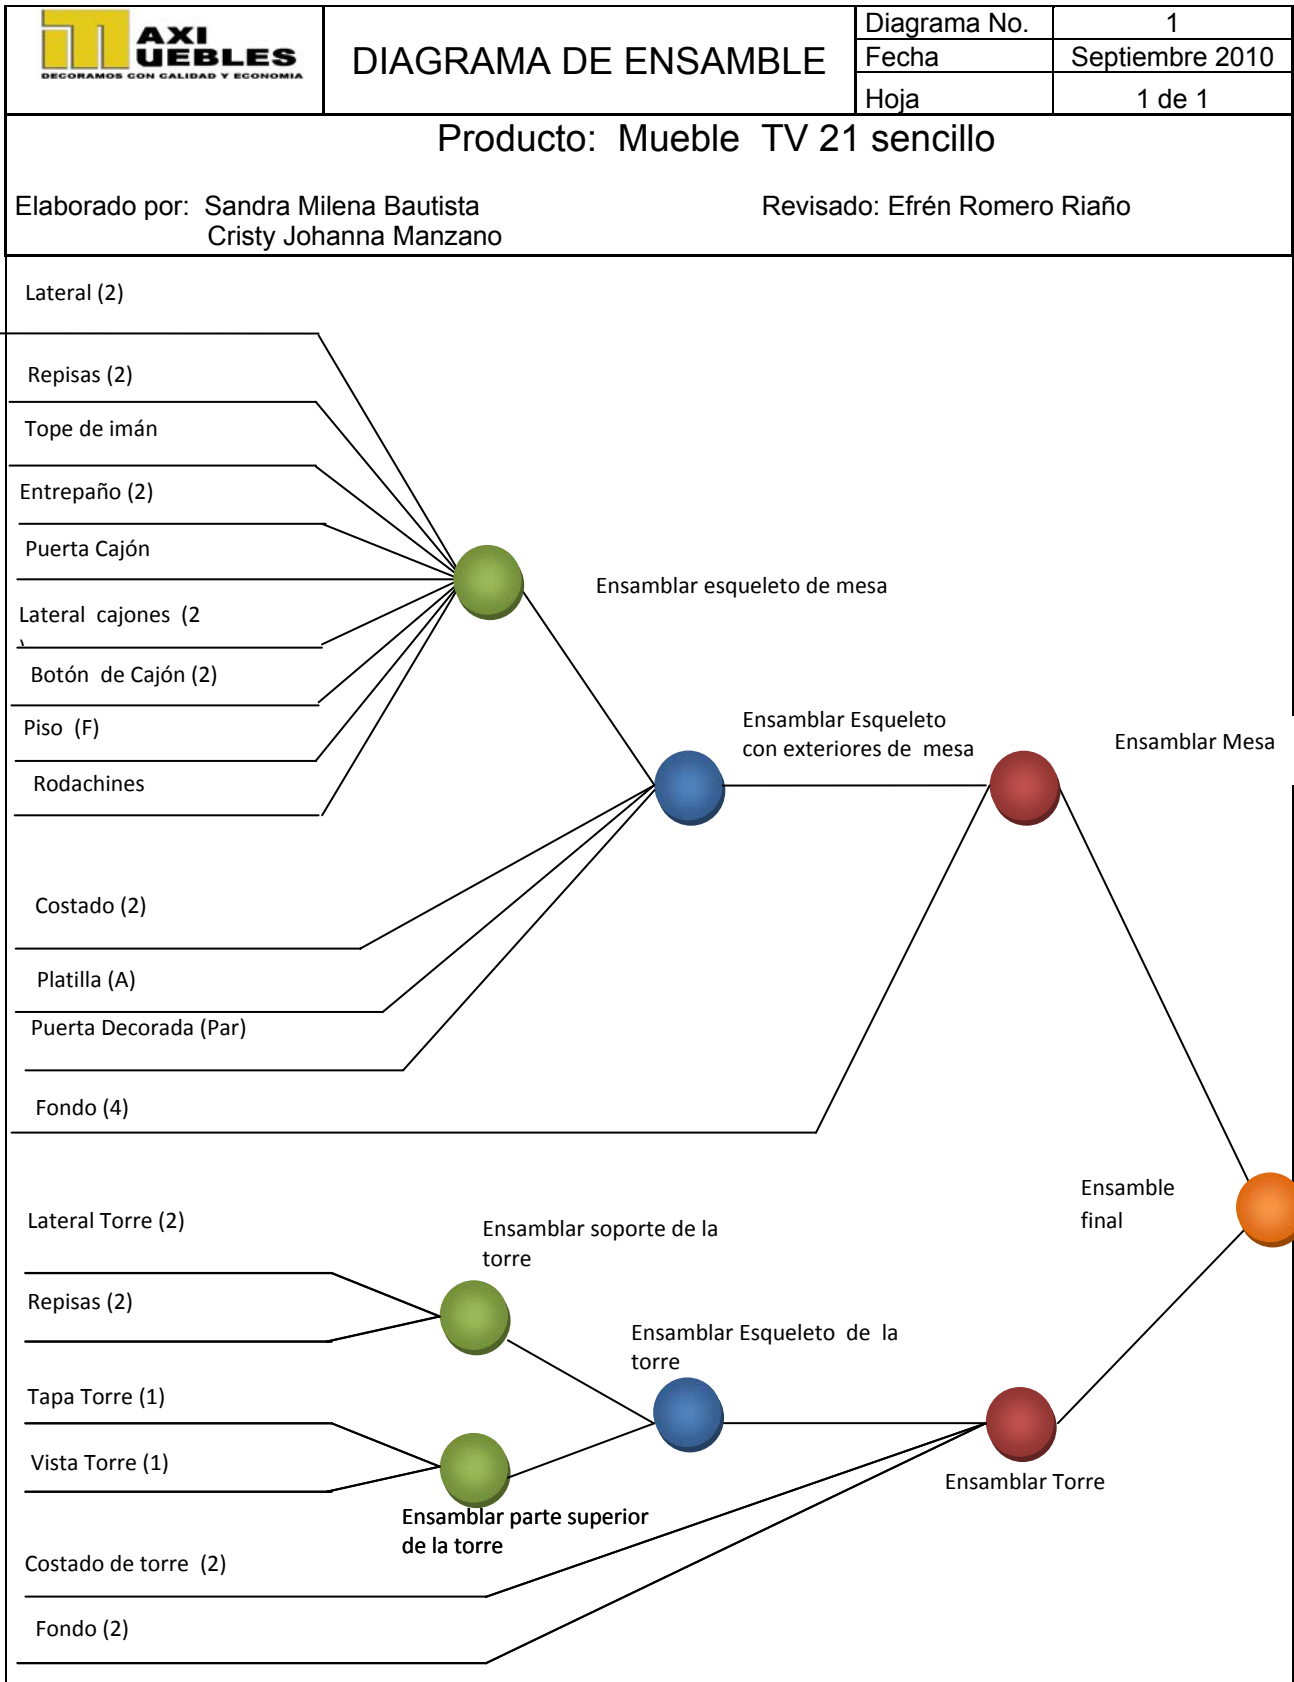 AXI
UEBLES
DECORAMOS CON CALIDAD Y ECONOMIA
DIAGRAMA DE ENSAMBLE
Diagrama No. 1
Fecha Septiembre 2010
Hoja 1 de 1
Producto: Mueble TV 21 sencillo
Elaborado por: Sandra Milena Bautista Revisado: Efrén Romero Riaño
Cristy Johanna Manzano
Lateral (2)
Repisas (2)
Tope de imán
Entrepaño (2)
Puerta Cajón
Ensamblar esqueleto de mesa
Lateral cajones (2
Botón de Cajón (2)
Piso (F)
Rodachines
Ensamblar Esqueleto
con exteriores de mesa
Ensamblar Mesa
Costado (2)
Platilla (A)
Puerta Decorada (Par)
Fondo (4)
Ensamble
final
Lateral Torre (2)
Ensamblar soporte de la
torre
Repisas (2)
Ensamblar Esqueleto de la
torre
Tapa Torre (1)
Vista Torre (1)
Ensamblar Torre
Ensamblar parte superior
de la torre
Costado de torre (2)
Fondo (2)